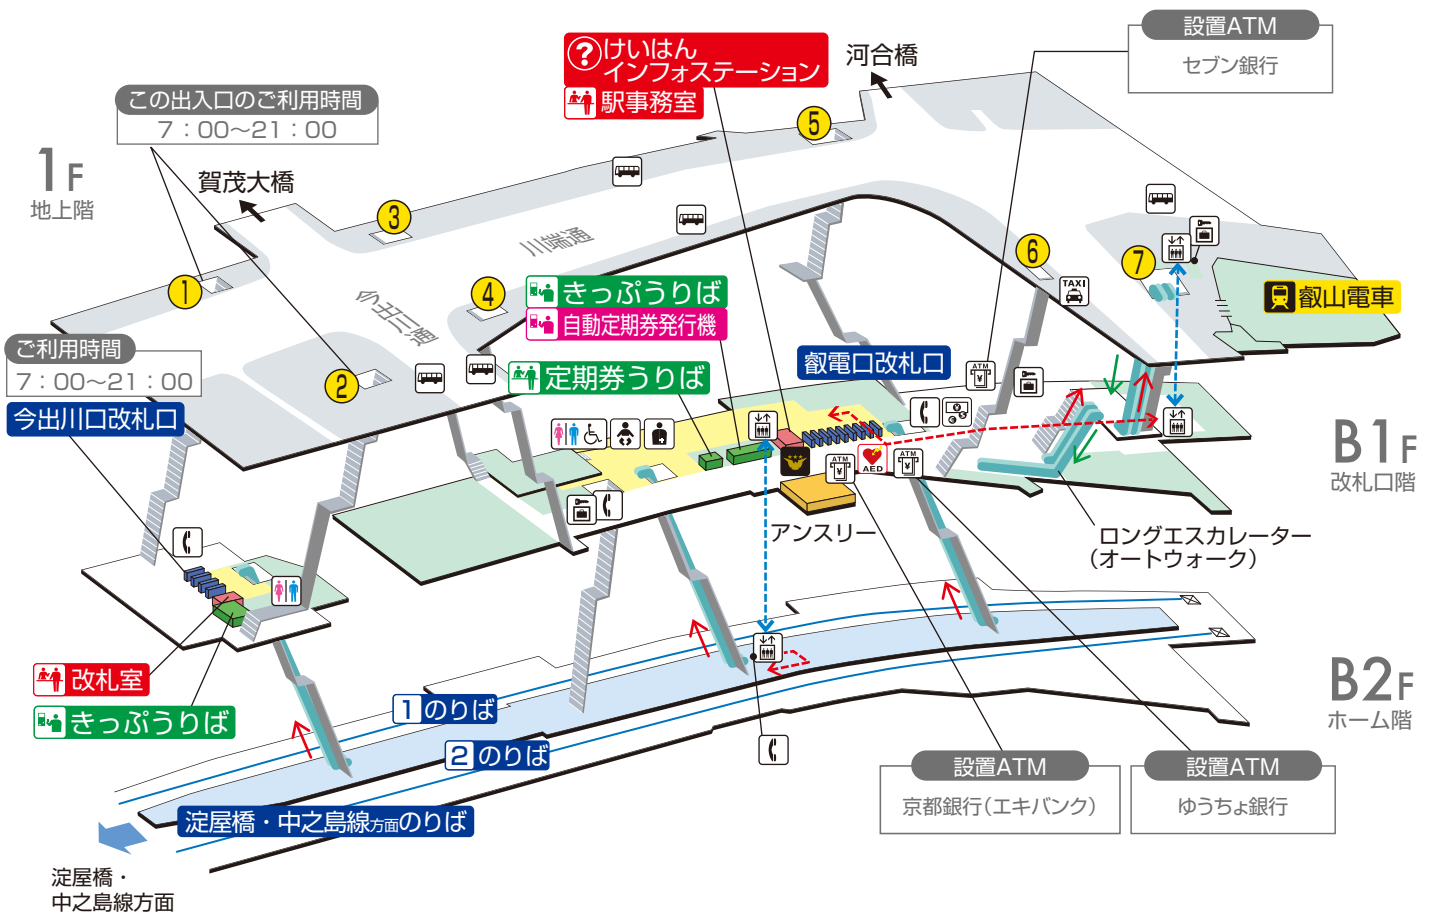 設置ATM
セブン銀行
?けいはん
インフォステーション
駅事務室
河合橋
この出入口のご利用時間
7：00～21：00
1F
地上階
賀茂大橋
5
3
川端通
1
4
今出川通
6
7
TAXI
叡山電車
きっぷうりば
自動定期券発行機
ご利用時間
7：00～21：00
2
定期券うりば
叡電口改札口
ATM
今出川口改札口
B1F
改札口階
ATM
AED
ATM
アンスリー
ロングエスカレーター
（オートウォーク）
改札室
きっぷうりば
1 のりば
2 のりば
B2F
ホーム階
設置ATM
京都銀行（エキバンク）
設置ATM
ゆうちょ銀行
淀屋橋・中之島線方面のりば
淀屋橋・
中之島線方面